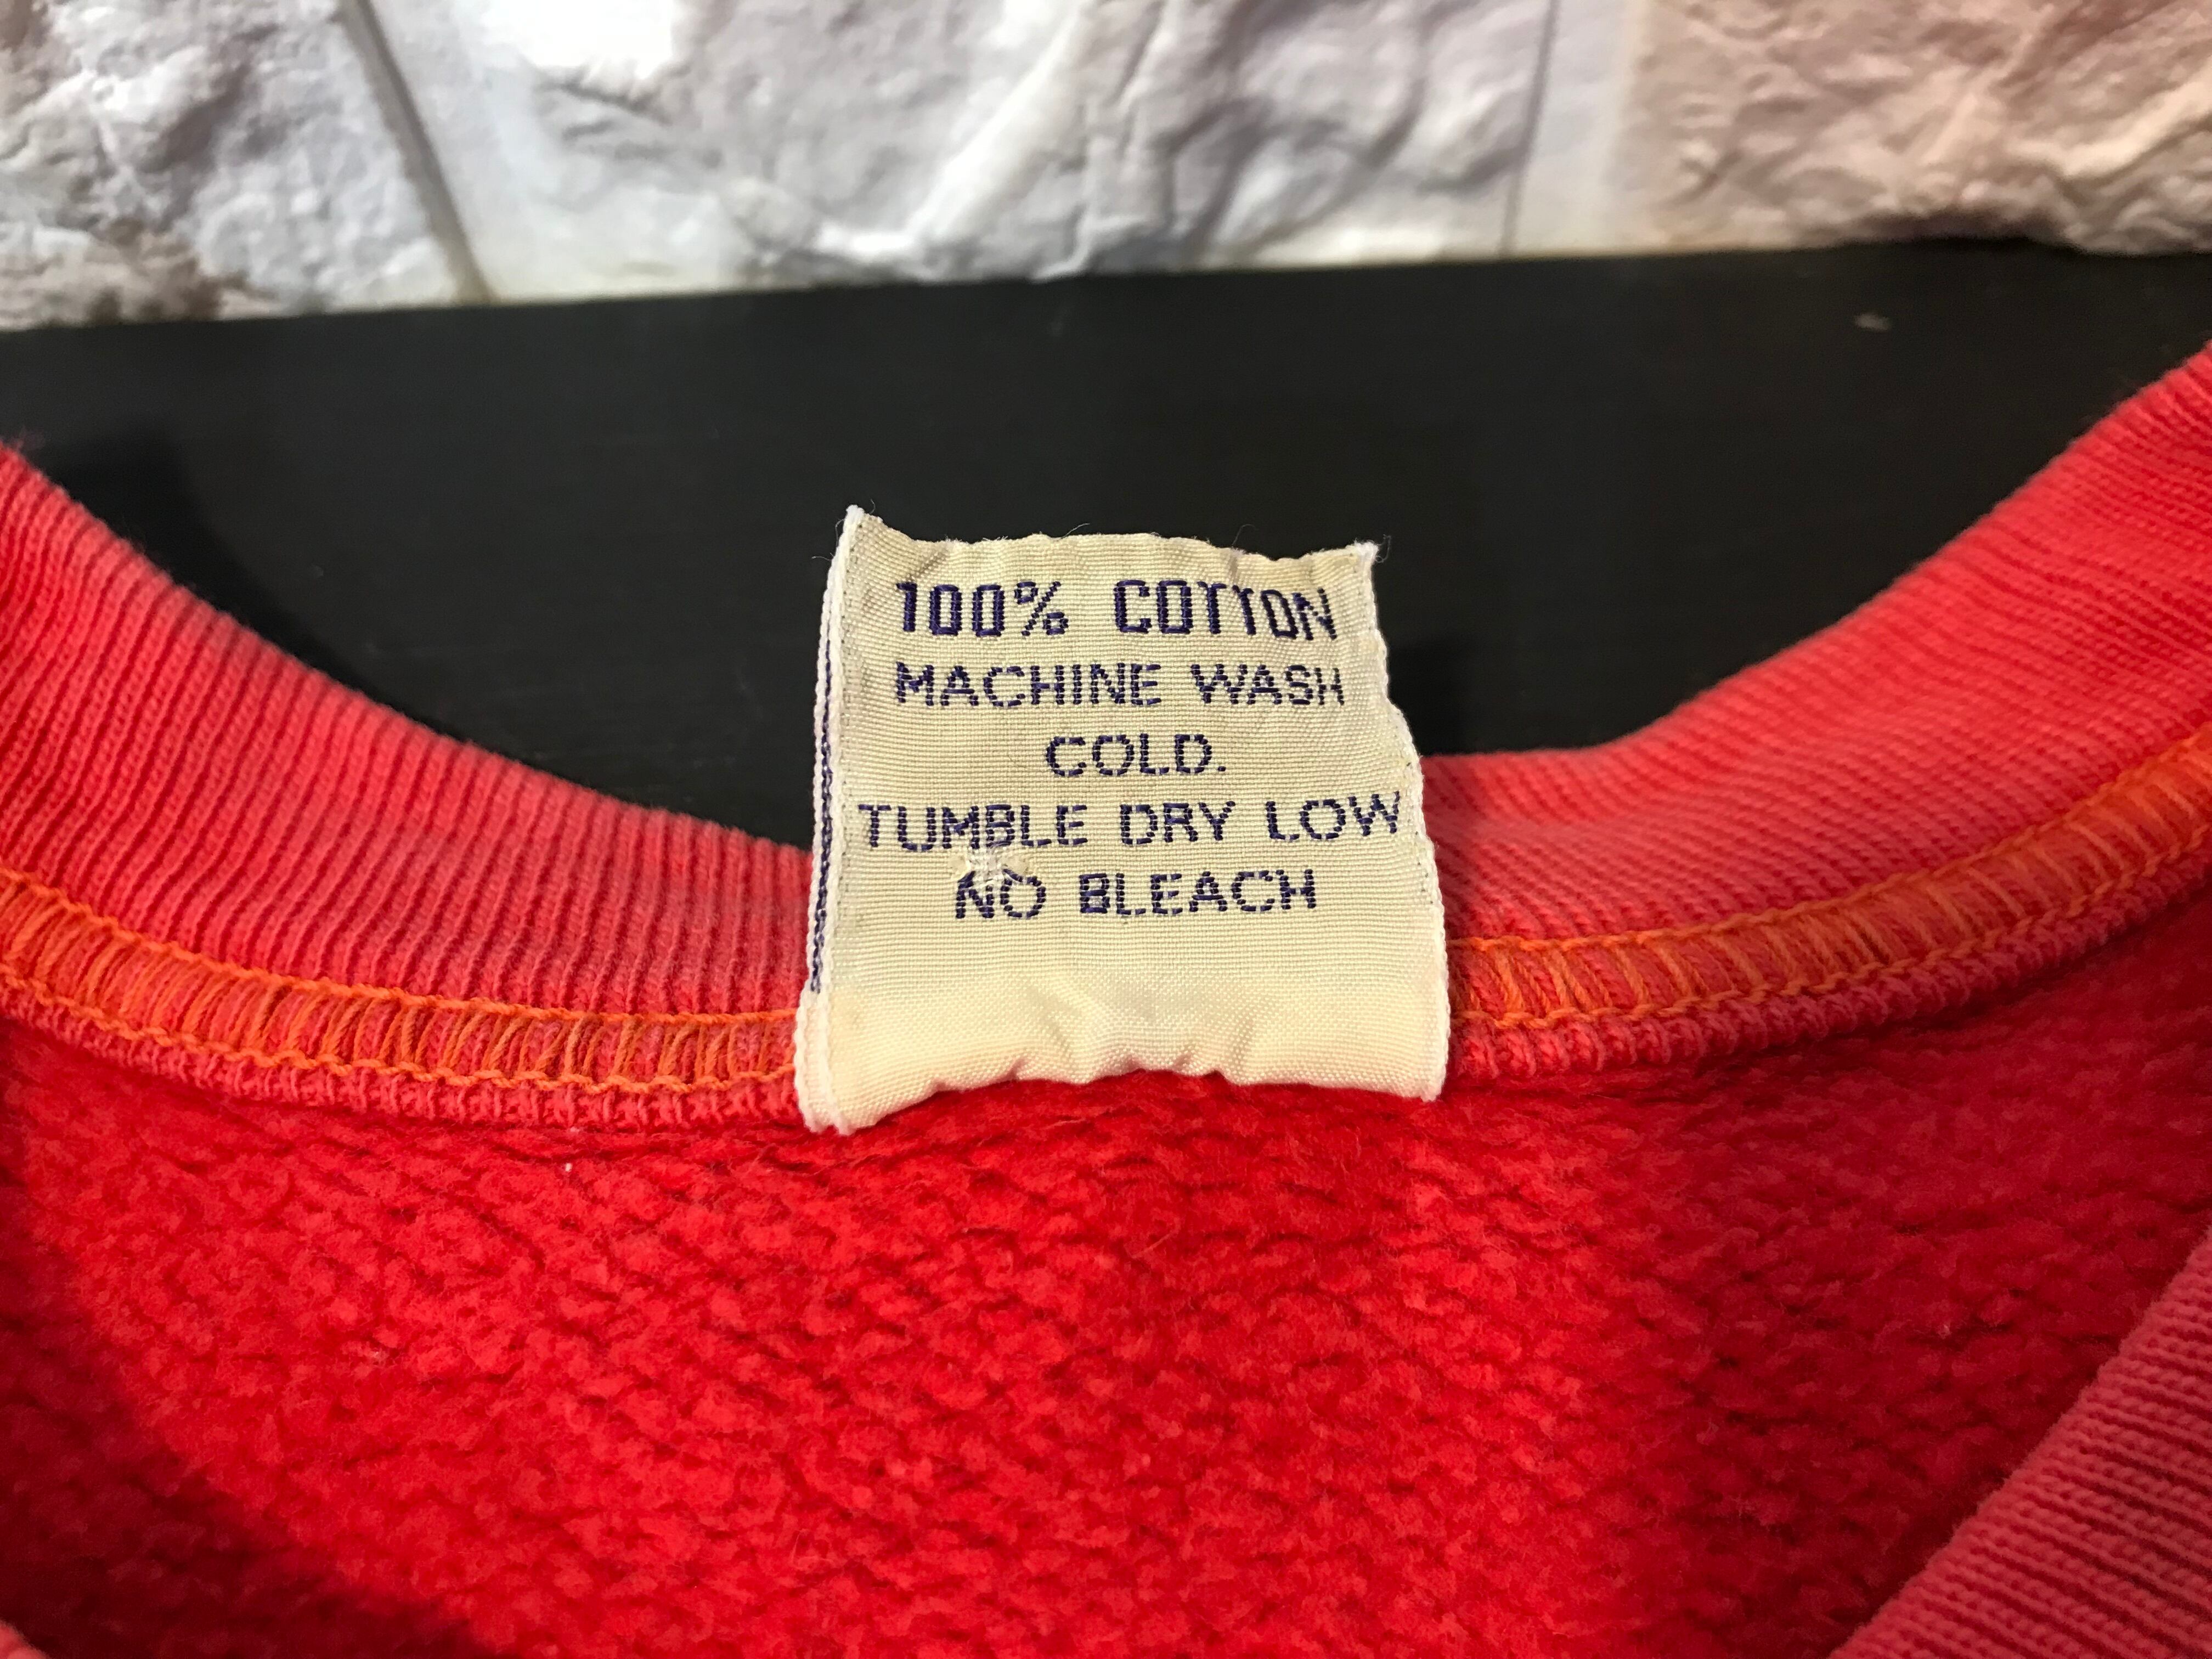 100% COTTON
MACHINE WASH
COLD.
TUMBLE DRY LOW
NO BLEACH